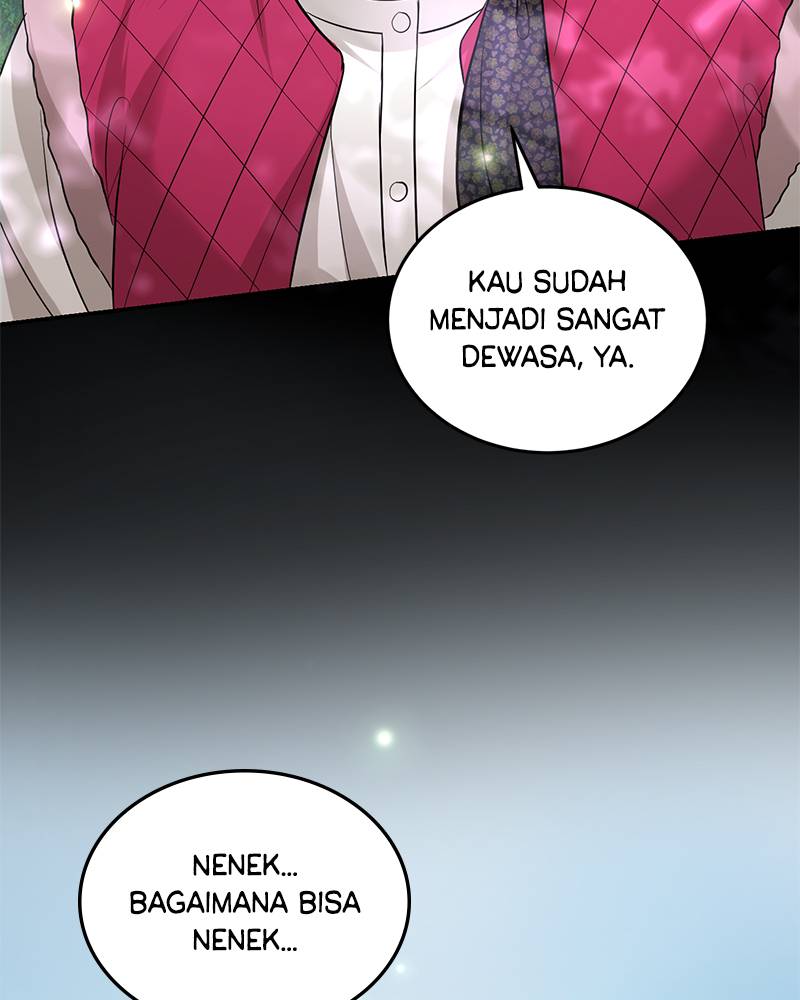 KAU SUDAH
MENJADI SANGAT
DEWASA, YA.
NENEK...
BAGAIMANA BISA
NENEK...